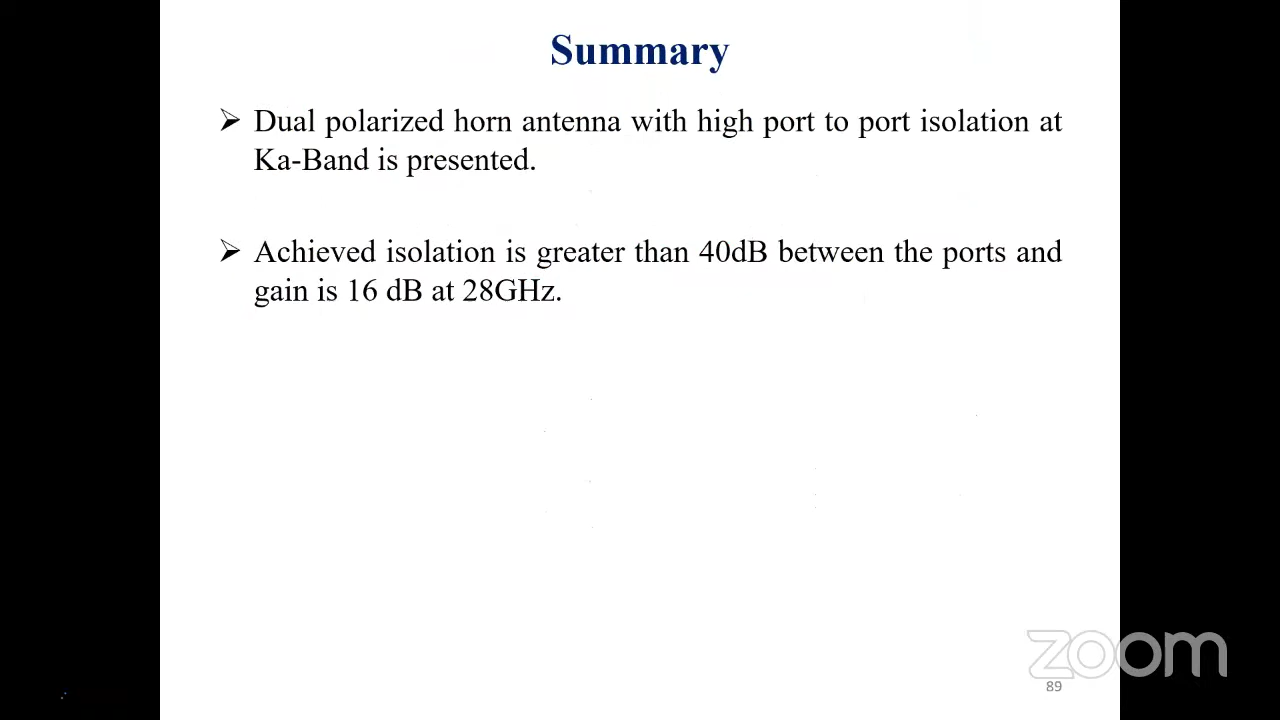 Summary
➢ Dual polarized horn antenna with high port to port isolation at
Ka-Band is presented.
➢ Achieved isolation is greater than 40dB between the ports and
gain is 16 dB at 28GHz.
zoom
89